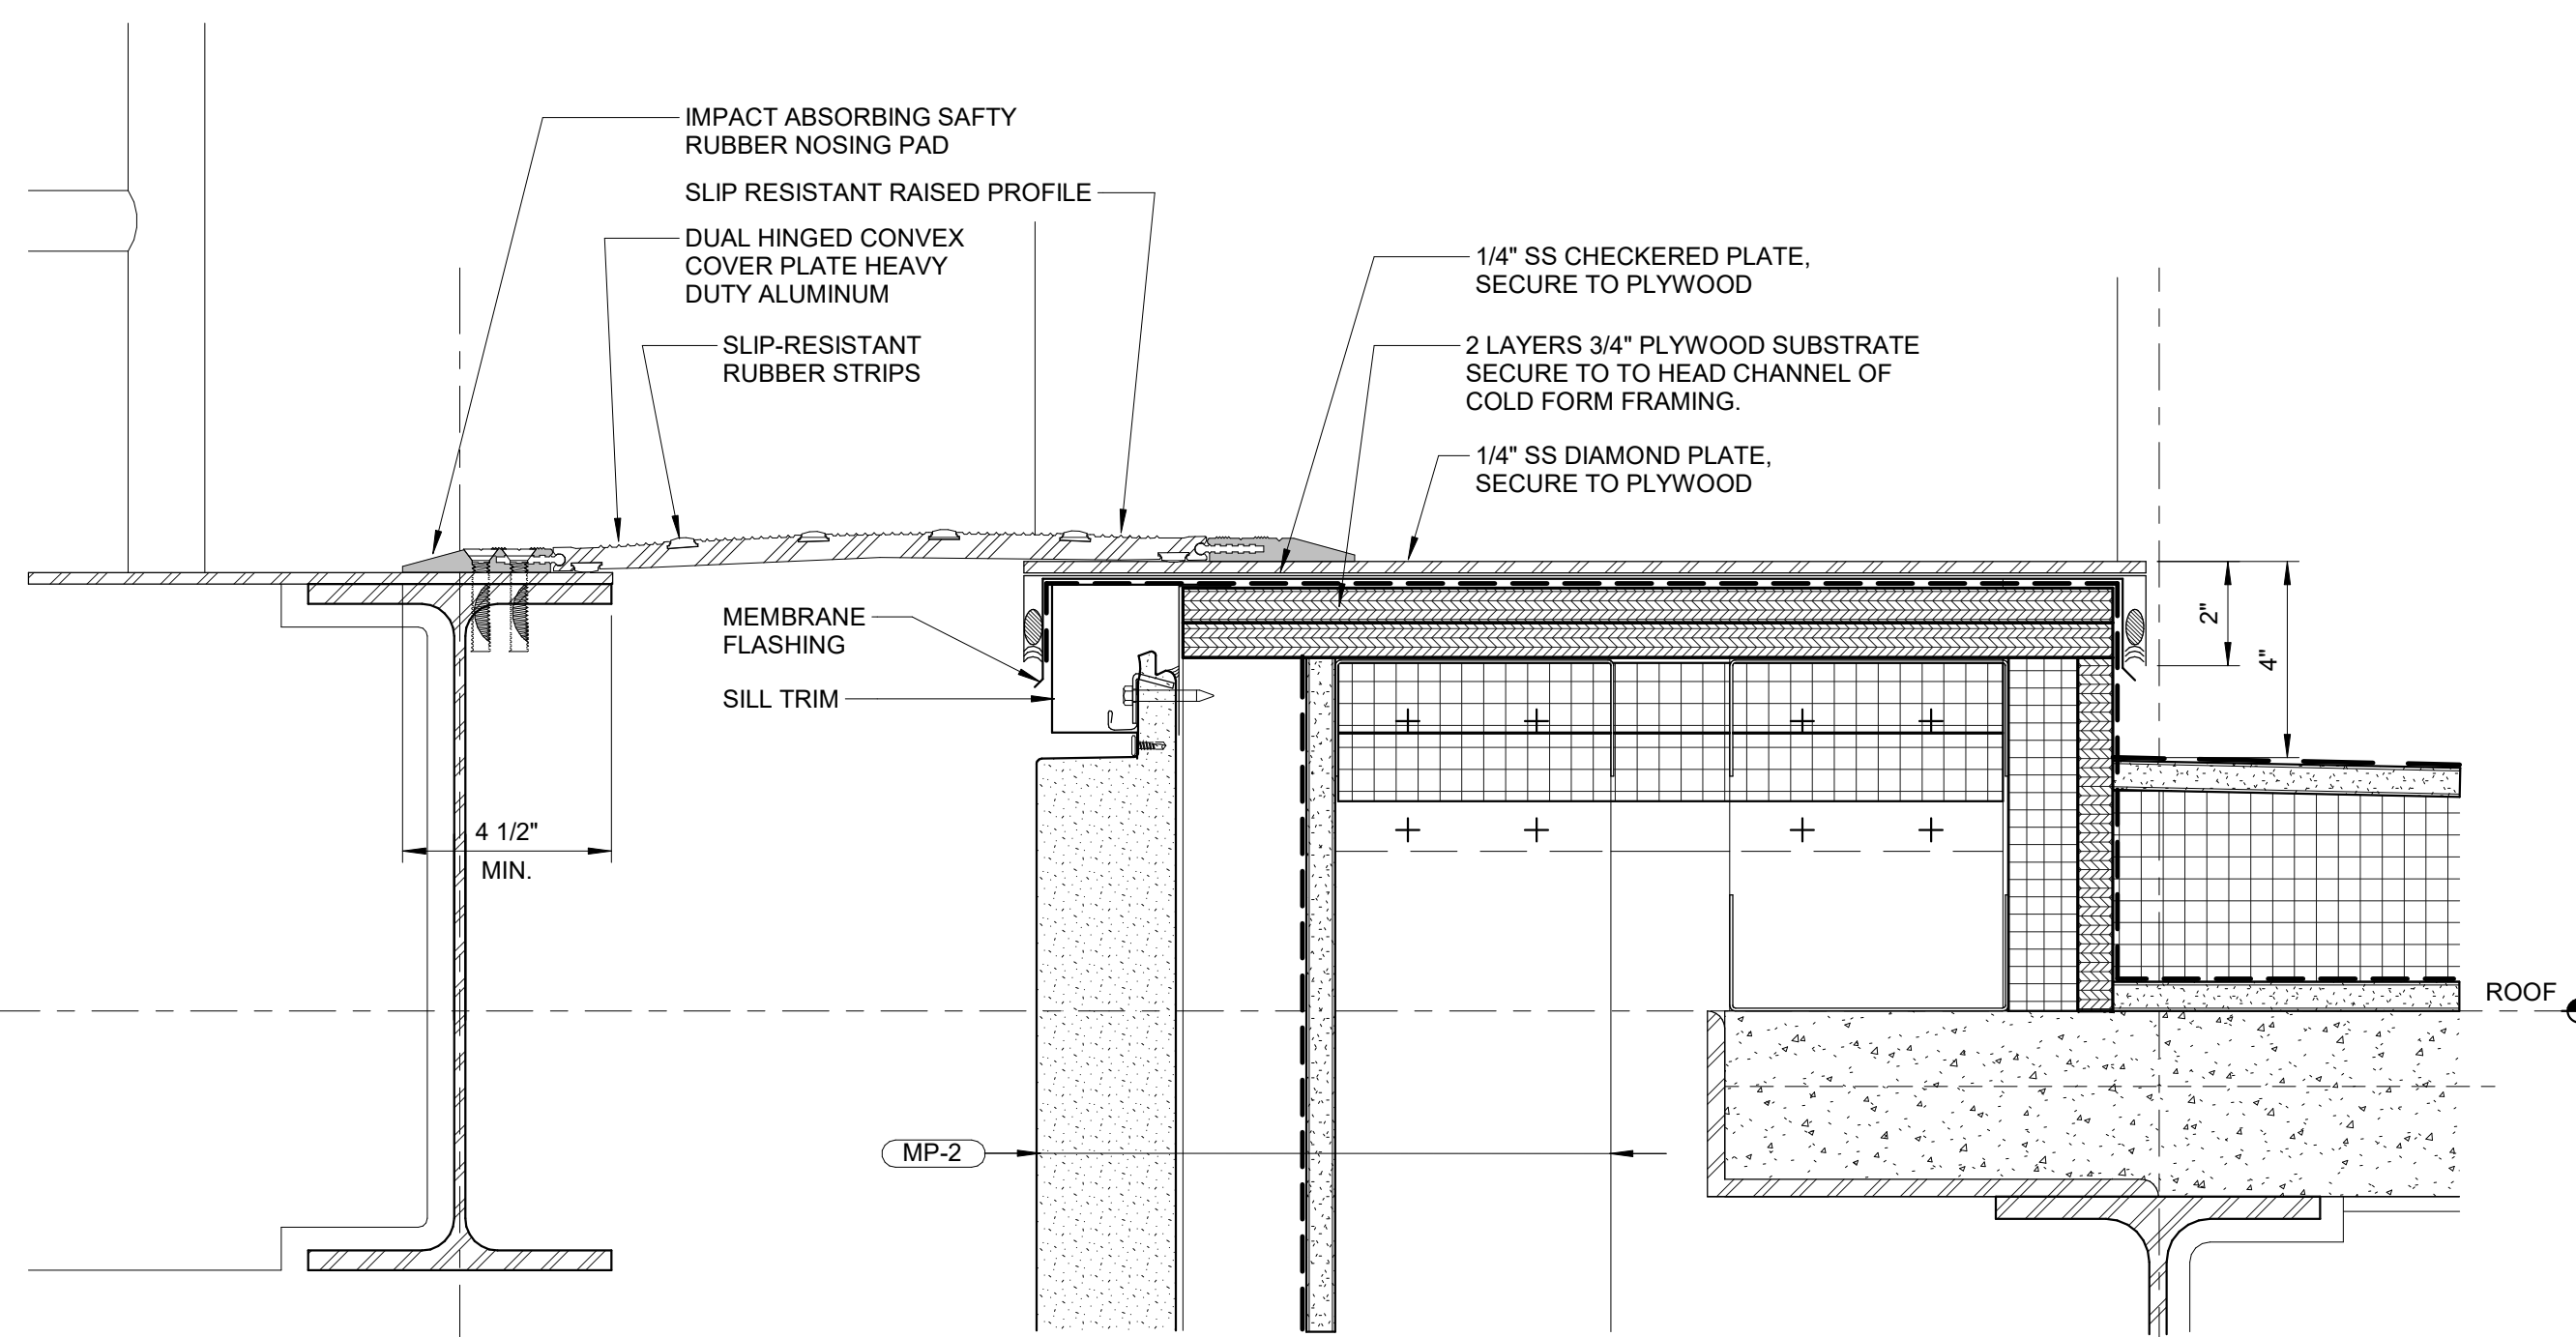 IMPACT ABSORBING SAFTY
RUBBER NOSING PAD
SLIP RESISTANT RAISED PROFILE
DUAL HINGED CONVEX
COVER PLATE HEAVY
DUTY ALUMINUM
SLIP-RESISTANT
RUBBER STRIPS
1/4" SS CHECKERED PLATE,
SECURE TO PLYWOOD
2 LAYERS 3/4" PLYWOOD SUBSTRATE
SECURE TO TO HEAD CHANNEL OF
COLD FORM FRAMING.
1/4" SS DIAMOND PLATE,
SECURE TO PLYWOOD
MEMBRANE
FLASHING
SILL TRIM
2"
4"
4 1/2"
MIN.
ROOF
MP-2